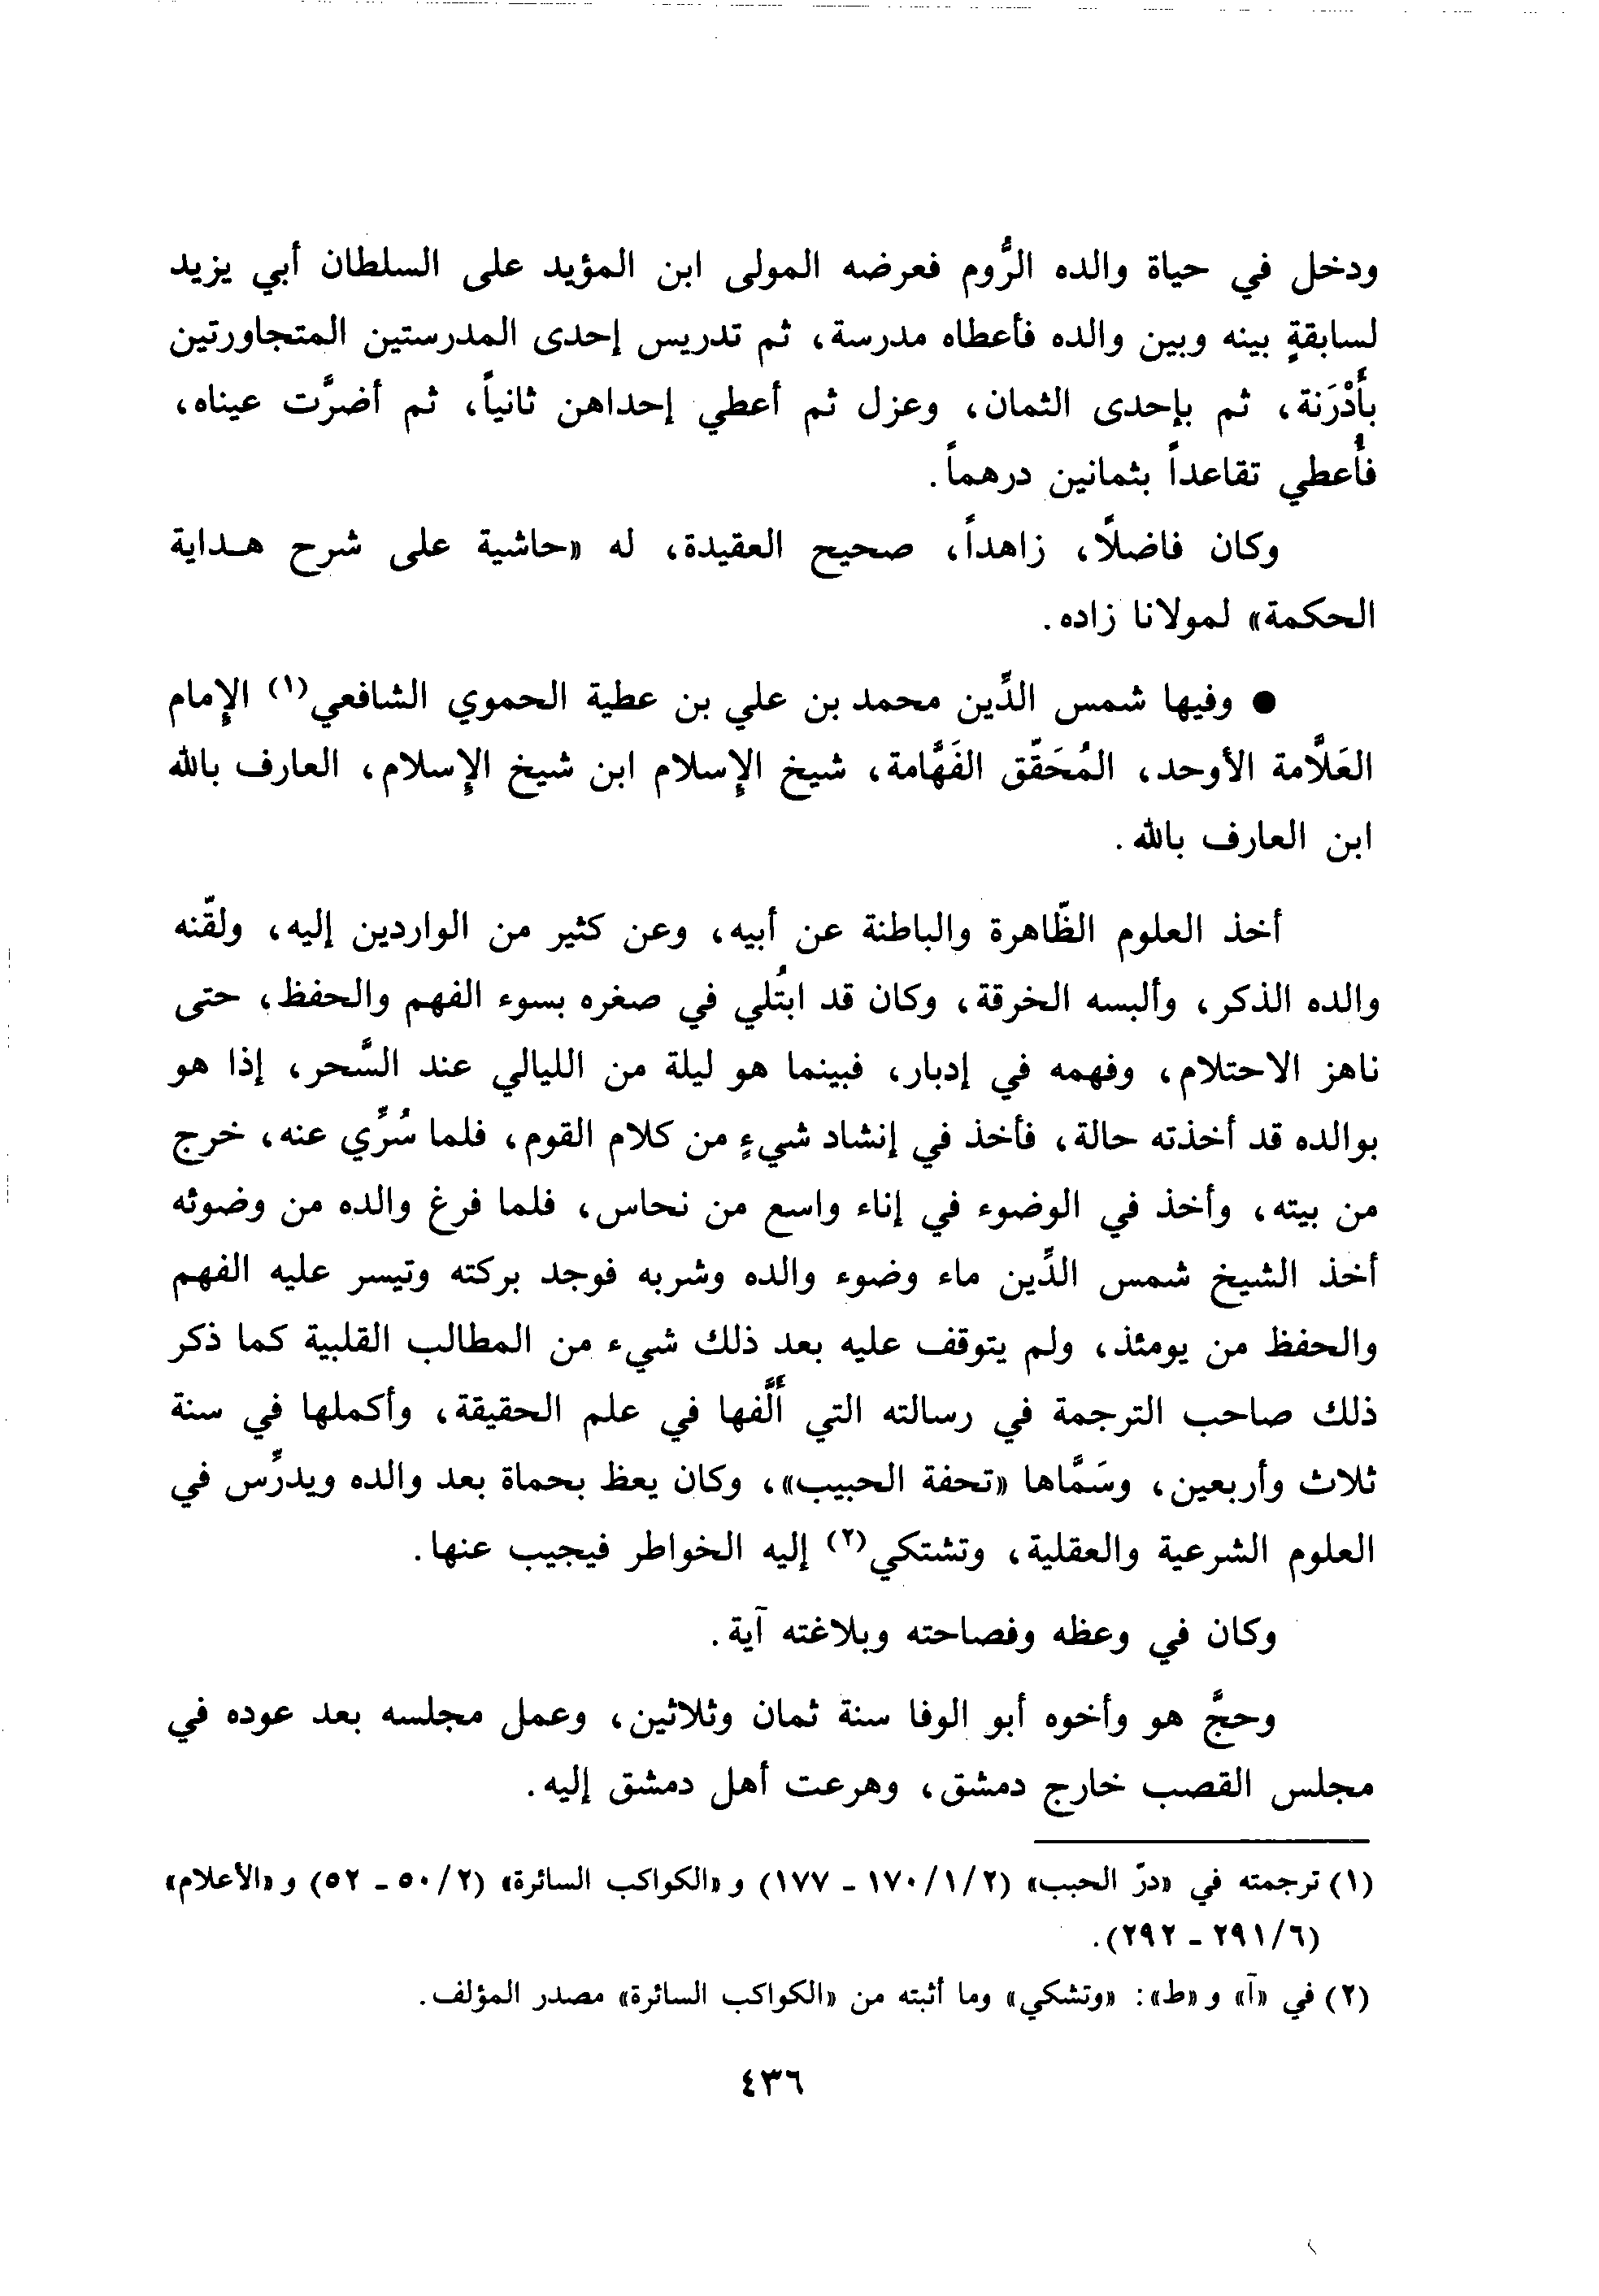 ودخل في حياة والده الرُّوم فعرضه المولى ابن المؤيد على السلطان أبي يزيد
لسابقةٍ بينه وبين والده فأعطاه مدرسة، ثم تدريس إحدى المدرستين المتجاورتين
بأَدْرَنة، ثم بإحدى الثمان، وعزل ثم أعطي إحداهن ثانياً، ثم أضرَّت عيناه،
فأُعطي تقاعداً بثمانين درهماً.
وكان فاضلًا، زاهداً، صحيح العقيدة، له «حاشية على شرح هـداية
الحكمة» لمولانا زاده.
● وفيها شمس الدِّين محمد بن علي بن عطية الحموي الشافعي(١) الإِمام
العَلَّامة الأوحد، المُحَقّق الفَهَّامة، شيخ الإِسلام ابن شيخ الإِسلام، العارف بالله
ابن العارف بالله.
أخذ العلوم الظّاهرة والباطنة عن أبيه، وعن كثير من الواردين إليه، ولقّنه
والده الذكر، وألبسه الخرقة، وكان قد ابتُلي في صغره بسوء الفهم والحفظ، حتى
ناهز الاحتلام، وفهمه في إدبار، فبينما هو ليلة من الليالي عند السَّحر، إذا هو
بوالده قد أخذته حالة، فأخذ في إنشاد شيءٍ من كلام القوم، فلما سُرِّي عنه، خرج
من بيته، وأخذ في الوضوء في إناء واسع من نحاس، فلما فرغ والده من وضوئه
أخذ الشيخ شمس الدِّين ماء وضوء والده وشربه فوجد بركته وتيسر عليه الفهم
والحفظ من يومئذ، ولم يتوقف عليه بعد ذلك شيء من المطالب القلبية كما ذكر
ذلك صاحب الترجمة في رسالته التي ألَّفها في علم الحقيقة، وأكملها في سنة
ثلاث وأربعين، وسَمَّاها «تحفة الحبيب»، وكان يعظ بحماة بعد والده ويدرِّس في
العلوم الشرعية والعقلية، وتشتكي(٢) إليه الخواطر فيجيب عنها.
وكان في وعظه وفصاحته وبلاغته آية.
وحجَّ هو وأخوه أبو الوفا سنة ثمان وثلاثين، وعمل مجلسه بعد عوده في
مجلس القصب خارج دمشق، وهرعت أهل دمشق إليه.
(١) ترجمته في «درّ الحبب» (٢/١/١٧٠ - ١٧٧) و «الكواكب السائرة» (٢/٥٠ - ٥٢) و «الأعلام»
(٦/٢٩١ - ٢٩٢).
(٢) في «آ» و «ط»: «وتشكي» وما أثبته من «الكواكب السائرة» مصدر المؤلف.
٤٣٦